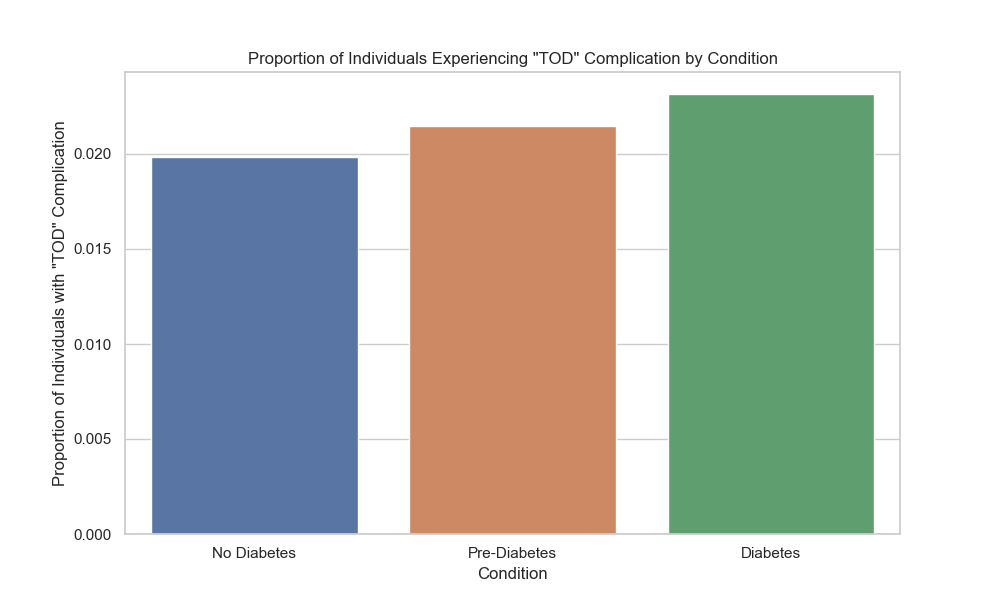 Proportion of Individuals Experiencing "TOD" Complication by Condition
Proportion of Individuals with "TOD" Complication
0.020
0.015
0.010
0.005
0.000
No Diabetes
Pre-Diabetes
Diabetes
Condition